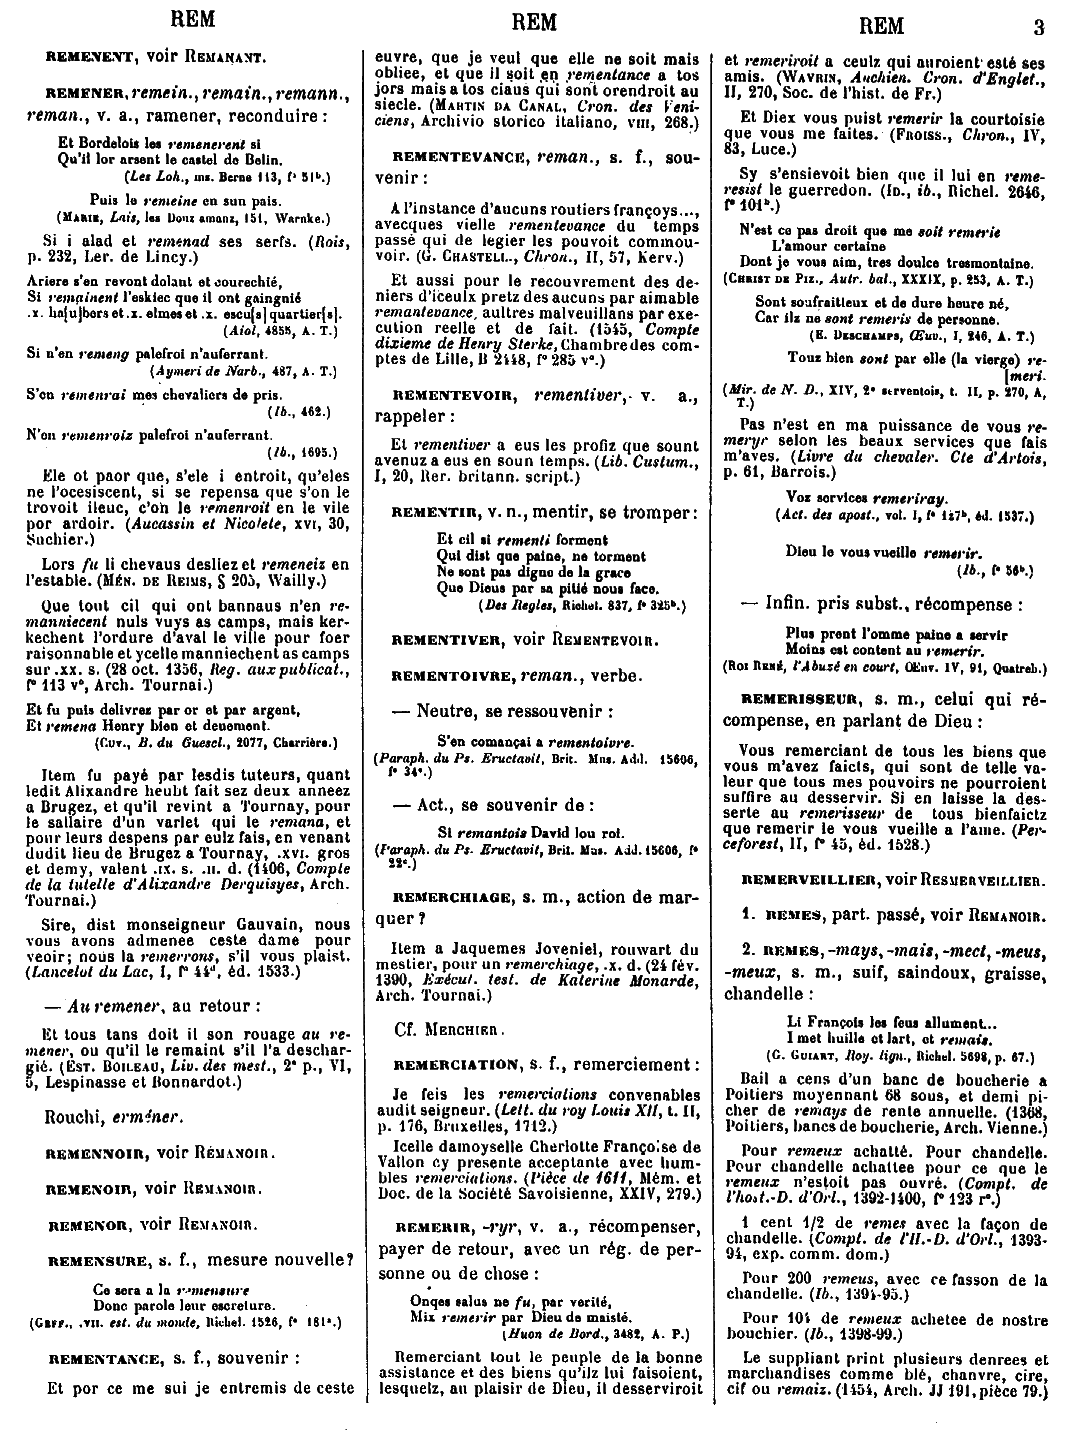 REM
REM
REM 3
REMENENT, voir REMANANT.
REMENER, remein., remain., remann.,
reman., v. a., ramener, reconduire :
Et Bordelois les remenerent si
Qu'il lor arsent le castel de Belin.
(Les Loh., ms. Berne 113, f° 51ᵇ.)
Puis le remeine en sun pais.
(MARIE, Lais, les Douz amanz, 151, Warnke.)
Si i alad et remenad ses serfs. (Rois,
p. 232, Ler. de Lincy.)
Ariere s'en revont dolant et courechié,
Si remainent l'eskiec que il ont gaingnié
.x. ha[u]bers et .x. elmes et .x. escu[s] quartier[s].
(Aiol, 4855, A. T.)
Si n'en remeng palefroi n'auferrant.
(Aymeri de Narb., 487, A. T.)
S'en remenrai mes chevaliers de pris.
(Ib., 462.)
N'en remenroiz palefroi n'auferrant.
(Ib., 1695.)
Ele ot paor que, s'ele i entroit, qu'eles
ne l'ocesiscent, si se repensa que s'on le
trovoit ileuc, c'on le remenroit en le vile
por ardoir. (Aucassin et Nicolete, XVI, 30,
Suchier.)
Lors fu li chevaus desliez et remeneiz en
l'estable. (MÉN. DE REIMS, § 205, Wailly.)
Que tout cil qui ont bannaus n'en re-
manniecent nuls vuys as camps, mais ker-
kechent l'ordure d'aval le ville pour foer
raisonnable et ycelle manniechent as camps
sur .xx. s. (28 oct. 1356, Reg. aux publicat.,
f° 113 v°, Arch. Tournai.)
Et fu puis delivrez par or et par argent,
Et remena Henry bien et deuement.
(CUV., B. du Guescl., 2077, Charrière.)
Item fu payé par lesdis tuteurs, quant
ledit Alixandre heubt fait sez deux anneez
a Brugez, et qu'il revint a Tournay, pour
le sallaire d'un varlet qui le remana, et
pour leurs despens par eulz fais, en venant
dudit lieu de Brugez a Tournay, .XVI. gros
et demy, valent .IX. s. .II. d. (1406, Compte
de la tutelle d'Alixandre Derquisyes, Arch.
Tournai.)
Sire, dist monseigneur Gauvain, nous
vous avons admenee ceste dame pour
veoir; nous la remerrons, s'il vous plaist.
(Lancelot du Lac, I, f° 44ᵈ, éd. 1533.)
— Au remener, au retour :
Et tous tans doit il son rouage au re-
mener, ou qu'il le remaint s'il l'a deschar-
gié. (EST. BOILEAU, Liv. des mest., 2ᵉ p., VI,
5, Lespinasse et Bonnardot.)
Rouchi, erméner.
REMENNOIR, voir REMANOIR.
REMENOIR, voir REMANOIR.
REMENOR, voir REMANOIR.
REMENSURE, s. f., mesure nouvelle?
Ce sera a la remensure
Donc parole leur escreture.
(GEFF., .VII. est. du monde, Richel. 1526, f° 181ᵃ.)
REMENTANCE, s. f., souvenir :
Et por ce me sui je entremis de ceste
euvre, que je veul que elle ne soit mais
obliee, et que il soit en rementance a tos
jors mais a tos ciaus qui sont orendroit au
siecle. (MARTIN DA CANAL, Cron. des Veni-
ciens, Archivio storico italiano, VIII, 268.)
REMENTEVANCE, reman., s. f., sou-
venir :
A l'instance d'aucuns routiers françoys...,
avecques vielle rementevance du temps
passé qui de legier les pouvoit commou-
voir. (G. CHASTELL., Chron., II, 57, Kerv.)
Et aussi pour le recouvrement des de-
niers d'iceulx pretz des aucuns par aimable
remantevance, aultres malveuillans par exe-
cution reelle et de fait. (1545, Compte
dixieme de Henry Sterke, Chambre des com-
ptes de Lille, B 2448, f° 285 v°.)
REMENTEVOIR, rementiver, v. a.,
rappeler :
Et rementiver a eus les profiz que sount
avenuz a eus en soun temps. (Lib. Custum.,
I, 20, Rer. britann. script.)
REMENTIR, v. n., mentir, se tromper :
Et cil si rementi forment
Qui dist que paine, ne torment
Ne sont pas digne de la grace
Que Dieus par sa pitié nous face.
(Des Regles, Richel. 837, f° 325ᵇ.)
REMENTIVER, voir REMENTEVOIR.
REMENTOIVRE, reman., verbe.
— Neutre, se ressouvenir :
S'en comançai a rementoivre.
(Paraph. du Ps. Eructavit, Brit. Mus. Add. 15606,
f° 34ᵉ.)
— Act., se souvenir de :
Si remantois David lou roi.
(Paraph. du Ps. Eructavit, Brit. Mus. Add. 15606, f°
22ᵉ.)
REMERCHIAGE, s. m., action de mar-
quer ?
Item a Jaquemes Joveniel, rouwart du
mestier, pour un remerchiage, .x. d. (24 fév.
1390, Exécut. test. de Katerine Monarde,
Arch. Tournai.)
Cf. MERCHIER.
REMERCIATION, s. f., remerciement :
Je feis les remerciations convenables
audit seigneur. (Lett. du roy Louis XII, t. II,
p. 176, Bruxelles, 1712.)
Icelle damoyselle Cherlotte Françoise de
Vallon cy presente acceptante avec hum-
bles remerciations. (Pièce de 1611, Mém. et
Doc. de la Société Savoisienne, XXIV, 279.)
REMERIR, -ryr, v. a., récompenser,
payer de retour, avec un rég. de per-
sonne ou de chose :
Onqes salus ne fu, par verité,
Mix remerir par Dieu de maisté.
(Huon de Bord., 3482, A. P.)
Remerciant tout le peuple de la bonne
assistance et des biens qu'ilz lui faisoient,
lesquelz, au plaisir de Dieu, il desserviroit
et remeriroit a ceulz qui auroient esté ses
amis. (WAVRIN, Anchien. Cron. d'Englet.,
II, 270, Soc. de l'hist. de Fr.)
Et Diex vous puist remerir la courtoisie
que vous me faites. (FROISS., Chron., IV,
83, Luce.)
Sy s'ensievoit bien que il lui en reme-
resist le guerredon. (ID., ib., Richel. 2646,
f° 101ᵇ.)
N'est ce pas droit que me soit remerie
L'amour certaine
Dont je vous aim, tres doulce tresmontaine.
(CHRIST DE PIZ., Autr. bal., XXXIX, p. 253, A. T.)
Sont soufraitteux et de dure heure né,
Car ilz ne sont remeris de personne.
(E. DESCHAMPS, Œuv., I, 246, A. T.)
Touz bien sont par elle (la vierge) re-
[meri.
(Mir. de N. D., XIV, 2ᵉ serventois, t. II, p. 270, A,
T.)
Pas n'est en ma puissance de vous re-
meryr selon les beaux services que fais
m'aves. (Livre du chevaler. Cte d'Artois,
p. 61, Barrois.)
Voz services remeriray.
(Act. des apost., vol. I, f° 127ᵇ, éd. 1537.)
Dieu le vous vueille remerir.
(Ib., f° 56ᵇ.)
— Infin. pris subst., récompense :
Plus prent l'omme paine a servir
Moins est content au remerir.
(ROI RENÉ, l'Abuzé en court, Œuv. IV, 91, Quatreb.)
REMERISSEUR, s. m., celui qui ré-
compense, en parlant de Dieu :
Vous remerciant de tous les biens que
vous m'avez faicts, qui sont de telle va-
leur que tous mes pouvoirs ne pourroient
suffire au desservir. Si en laisse la des-
serte au remerisseur de tous bienfaictz
que remerir le vous vueille a l'ame. (Per-
ceforest, II, f° 45, éd. 1528.)
REMERVEILLIER, voir RESMERVEILLIER.
1. REMES, part. passé, voir REMANOIR.
2. REMES, -mays, -mais, -mect, -meus,
-meux, s. m., suif, saindoux, graisse,
chandelle :
Li François les feus allument...
I met huille et lart, et remais.
(G. GUIART, Roy. lign., Richel. 5698, p. 67.)
Bail a cens d'un banc de boucherie a
Poitiers moyennant 68 sous, et demi pi-
cher de remays de rente annuelle. (1368,
Poitiers, bancs de boucherie, Arch. Vienne.)
Pour remeux achatté. Pour chandelle.
Pour chandelle achattee pour ce que le
remeux n'estoit pas ouvré. (Compt. de
l'host.-D. d'Orl., 1392-1400, f° 123 r°.)
1 cent 1/2 de remes avec la façon de
chandelle. (Compt. de l'H.-D. d'Orl., 1393-
94, exp. comm. dom.)
Pour 200 remeus, avec ce fasson de la
chandelle. (Ib., 1394-95.)
Pour 104 de remeux achetee de nostre
bouchier. (Ib., 1398-99.)
Le suppliant print plusieurs denrees et
marchandises comme blé, chanvre, cire,
cif ou remaiz. (1454, Arch. JJ 191, pièce 79.)